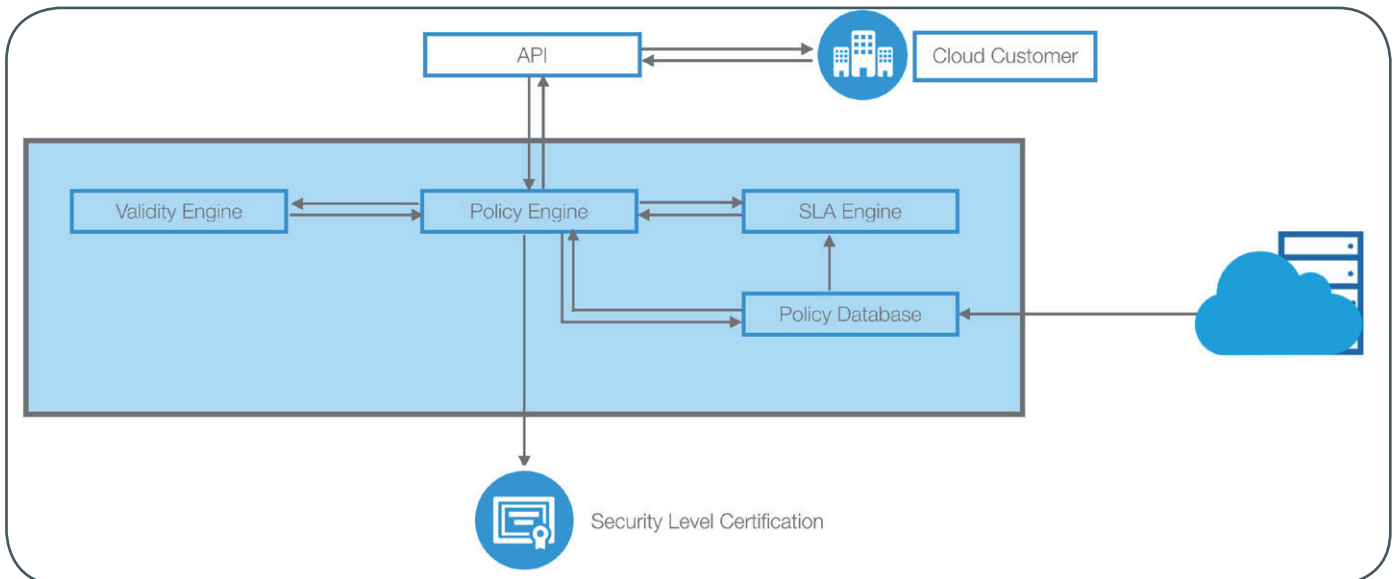 API
Cloud Customer
Validity Engine
Policy Engine
SLA Engine
Policy Database
Security Level Certification